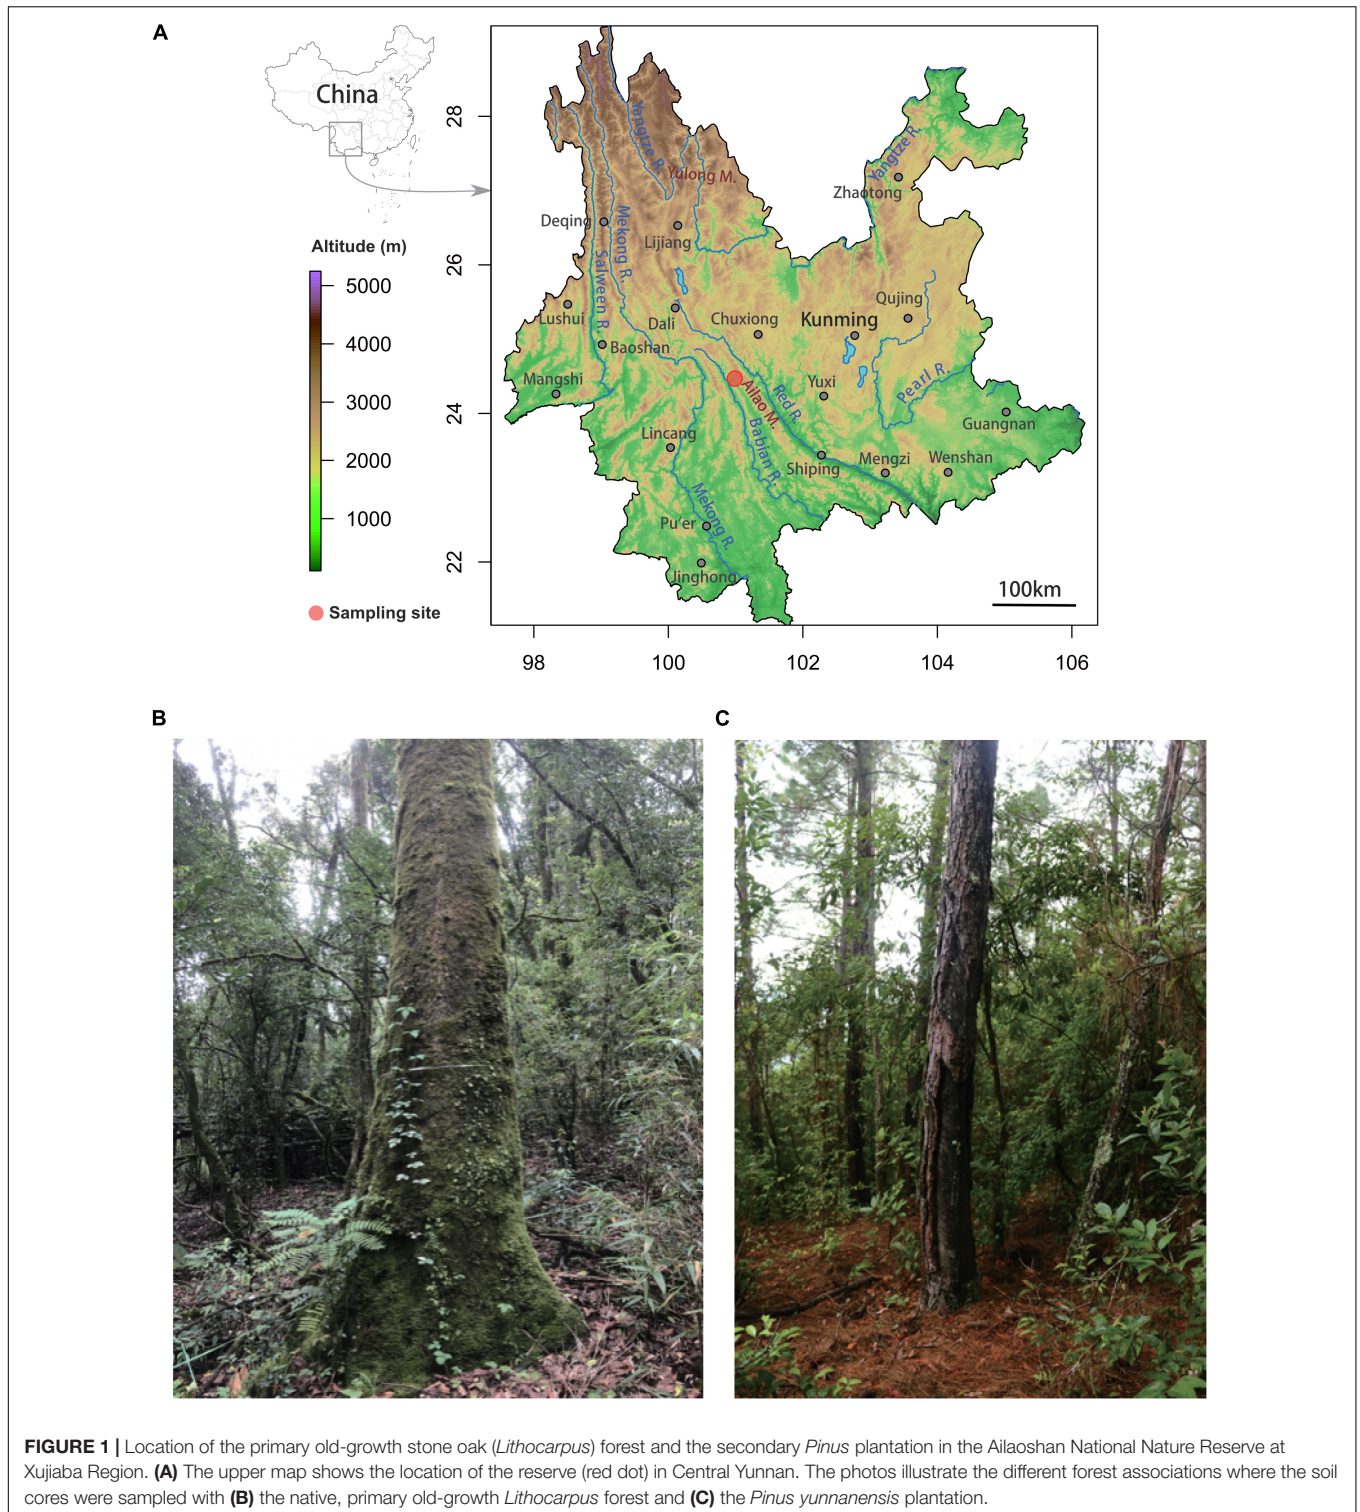 A
China
Altitude (m)
5000
4000
3000
2000
1000
Sampling site
28
26
24
22
98
100
102
104
106
Yangtze R.
Yulong M.
Yangtze R.
Zhaotong
Deqing
Mekong R.
Lijiang
Salween R.
Lushui
Dali
Chuxiong
Kunming
Qujing
Baoshan
Mangshi
Yuxi
Pearl R.
Ailao M.
Red R.
Babian R.
Guangnan
Lincang
Shiping
Mengzi
Wenshan
Mekong R.
Pu'er
Jinghong
100km
B
C
FIGURE 1 | Location of the primary old-growth stone oak (Lithocarpus) forest and the secondary Pinus plantation in the Ailaoshan National Nature Reserve at
Xujiaba Region. (A) The upper map shows the location of the reserve (red dot) in Central Yunnan. The photos illustrate the different forest associations where the soil
cores were sampled with (B) the native, primary old-growth Lithocarpus forest and (C) the Pinus yunnanensis plantation.